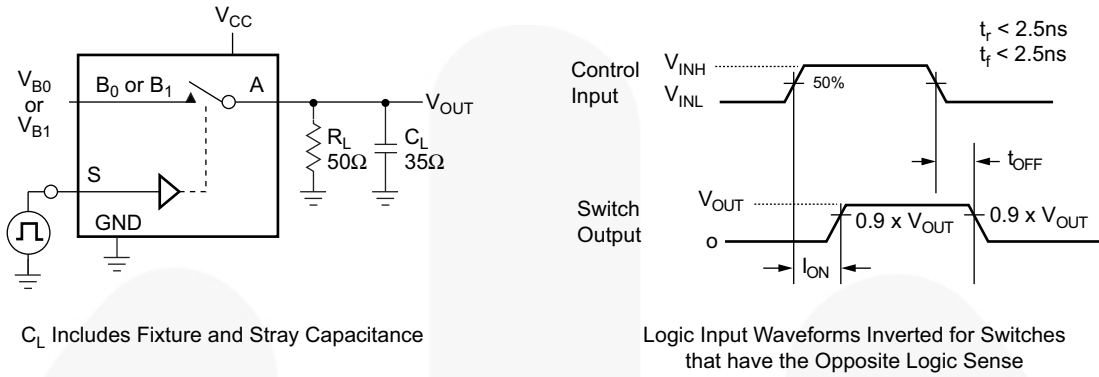 V_CC
V_B0
or
V_B1
B_0 or B_1
A
V_OUT
R_L
50Ω
C_L
35Ω
S
GND
C_L Includes Fixture and Stray Capacitance
t_r < 2.5ns
t_f < 2.5ns
Control
Input
V_INH
50%
V_INL
t_OFF
Switch
Output
V_OUT
0.9 x V_OUT
0.9 x V_OUT
o
I_ON
Logic Input Waveforms Inverted for Switches
that have the Opposite Logic Sense